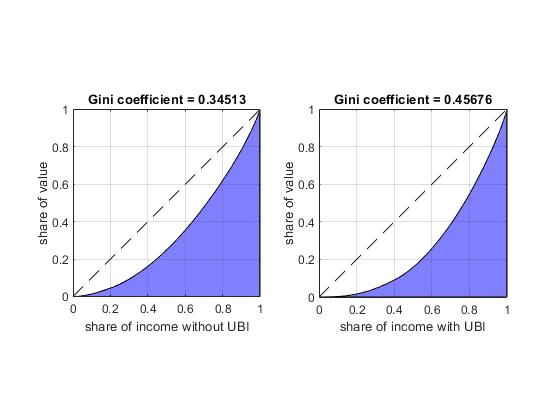 Gini coefficient = 0.34513
share of value
1
0.8
0.6
0.4
0.2
0
0 0.2 0.4 0.6 0.8 1
share of income without UBI
Gini coefficient = 0.45676
share of value
1
0.8
0.6
0.4
0.2
0
0 0.2 0.4 0.6 0.8 1
share of income with UBI